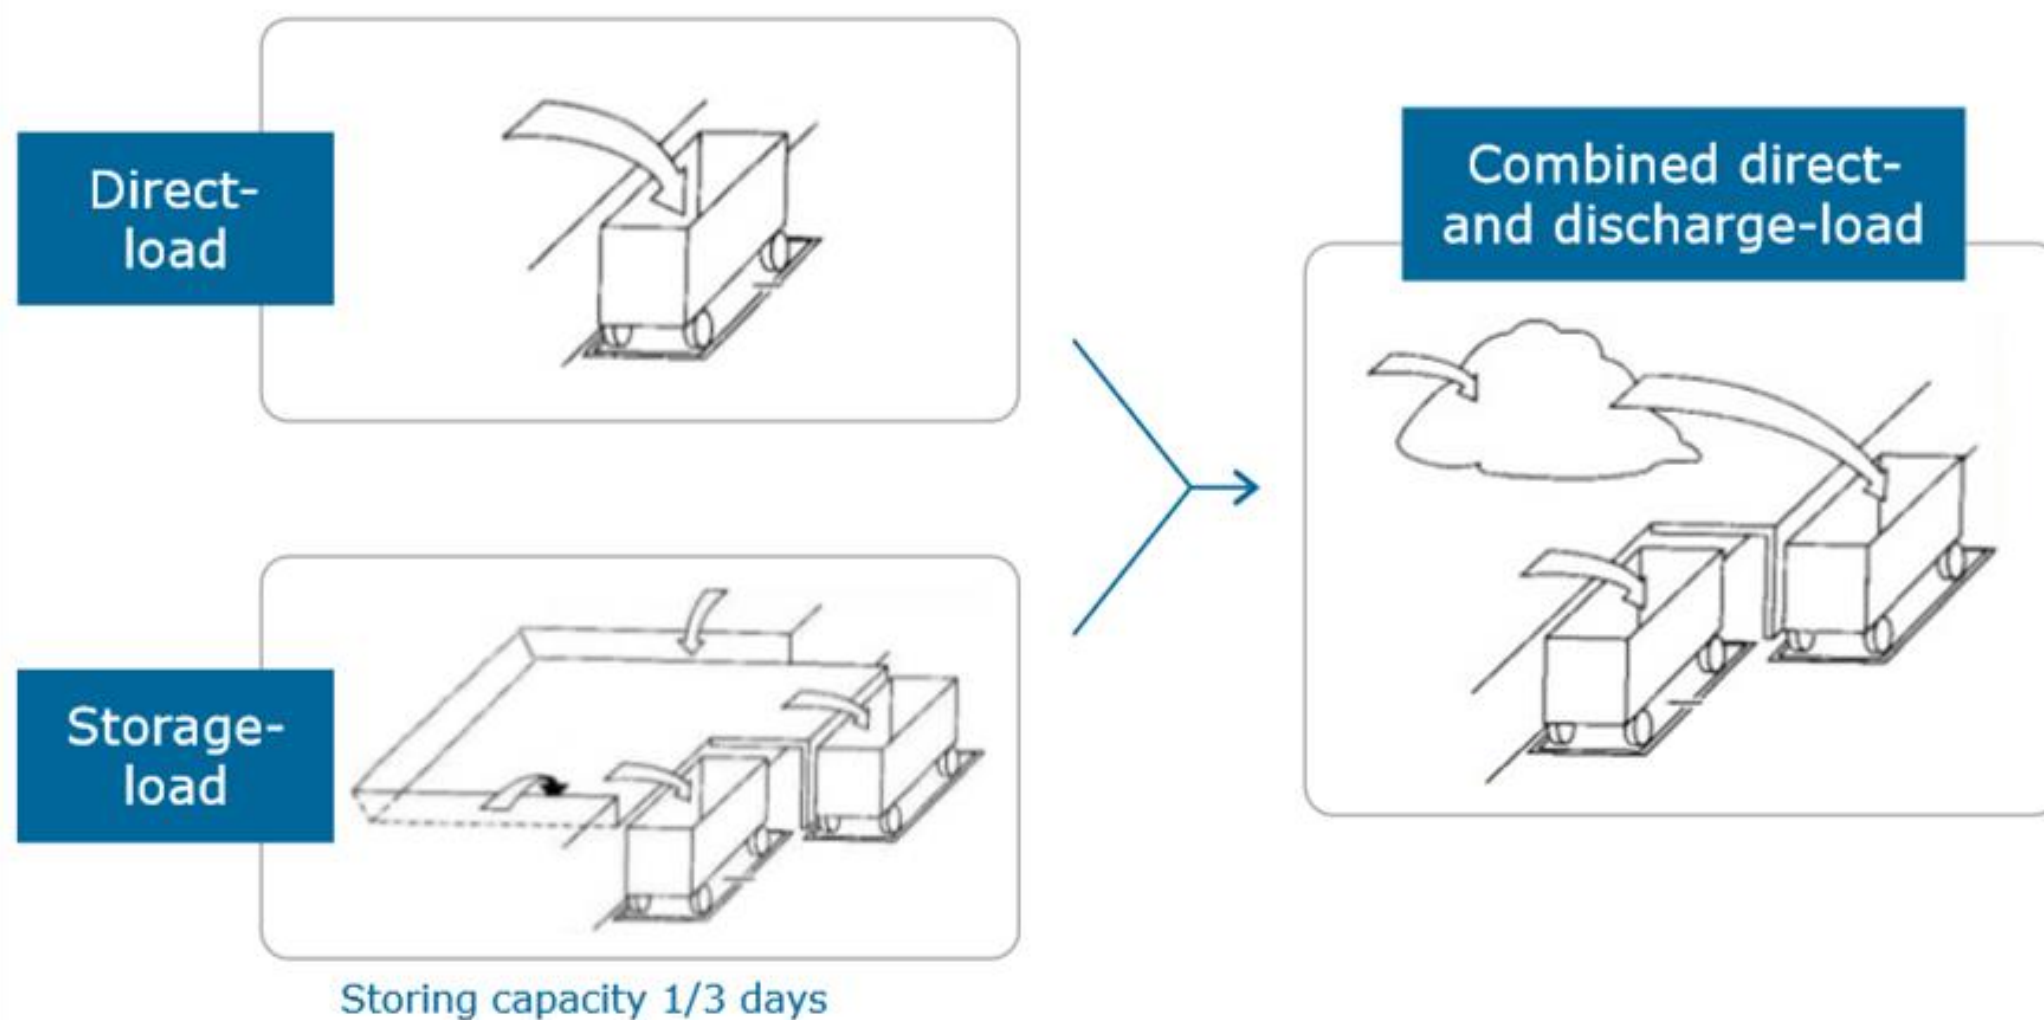 Direct-
load
Storage-
load
Storing capacity 1/3 days
Combined direct-
and discharge-load